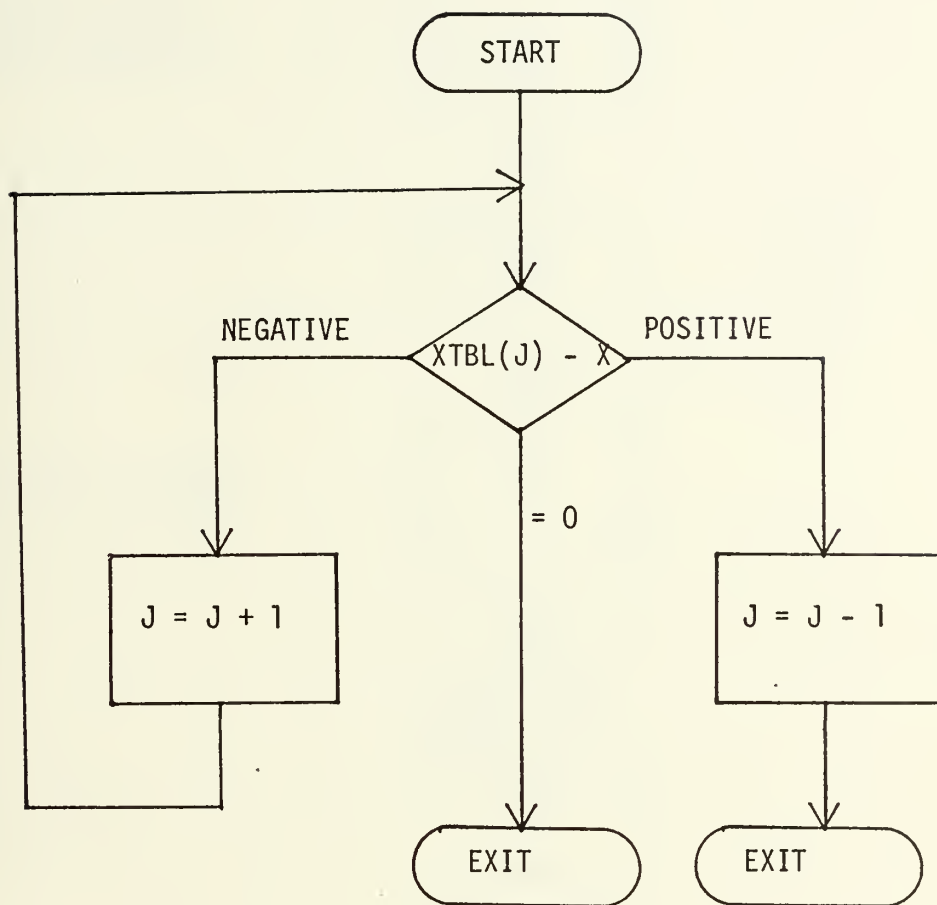 START
NEGATIVE
POSITIVE
XTBL(J) - X
= 0
J = J + 1
J = J - 1
EXIT
EXIT